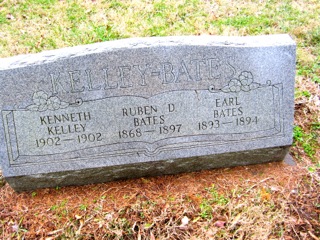 KELLEY-BATES
KENNETH
KELLEY
1902-1902
RUBEN D.
BATES
1868-1897
EARL
BATES
1893-1894